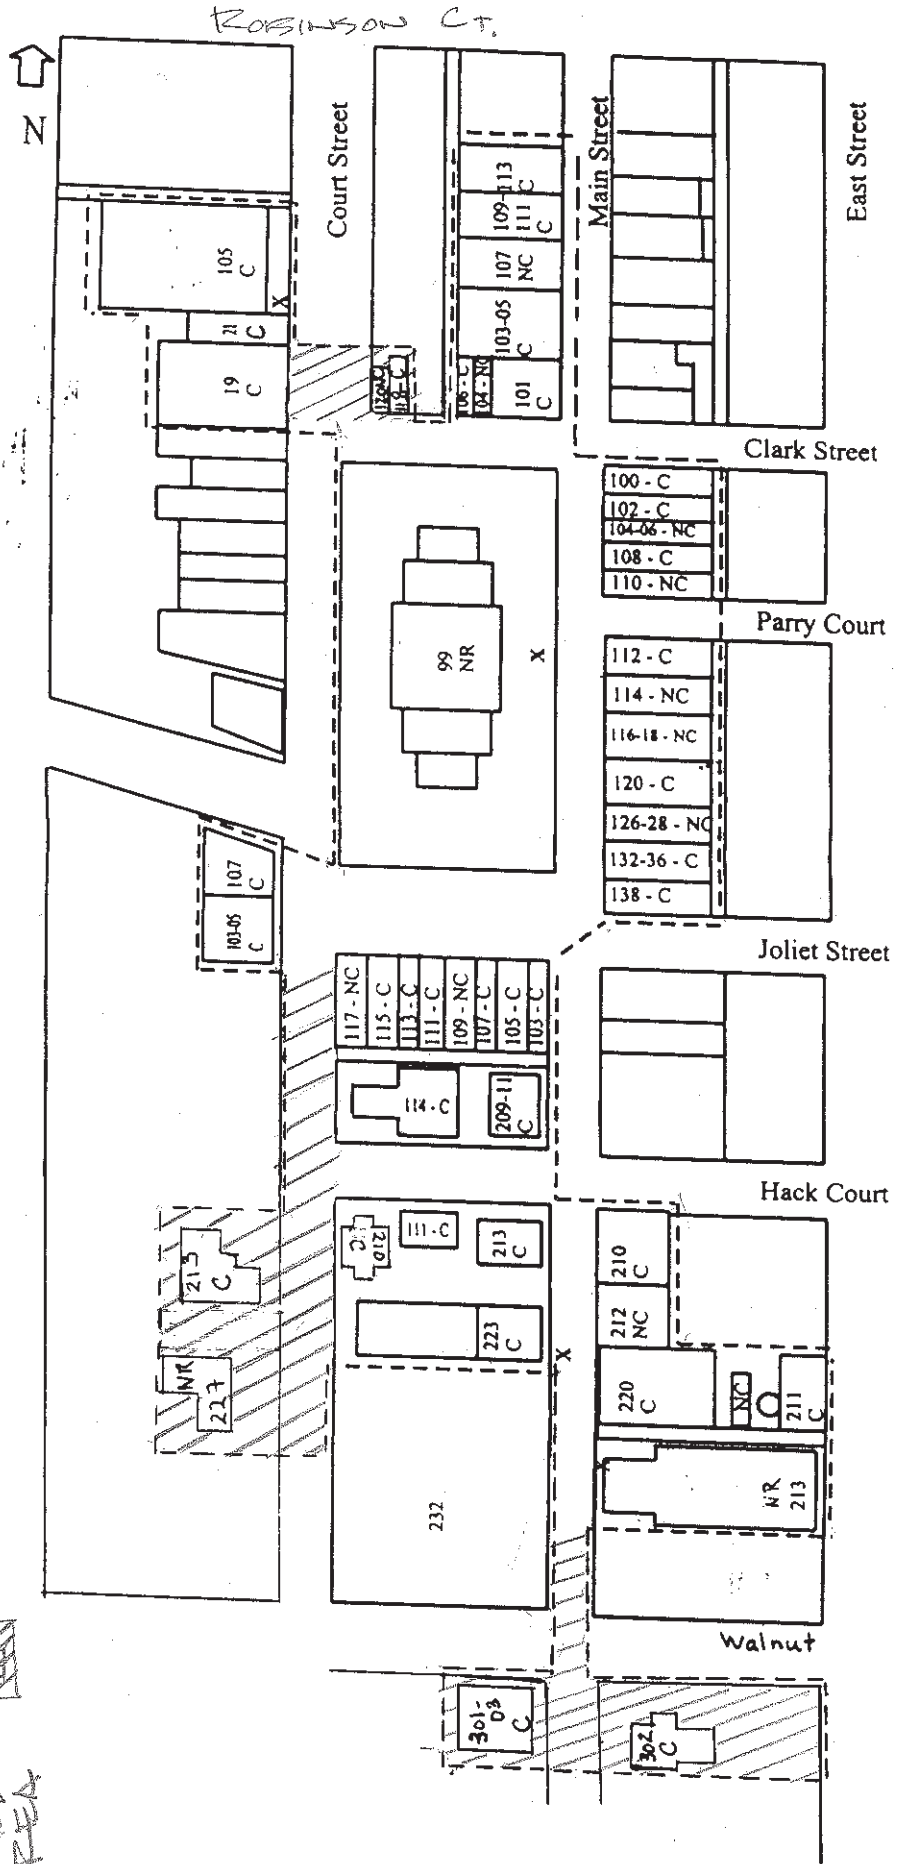 ROBINSON CT.
N
Court Street
Main Street
East Street
105
C
X
21
C
19
C
109-113
C
111
C
107
NC
103-05
C
106 - C
104 - NC
101
C
Clark Street
100 - C
102 - C
104-06 - NC
108 - C
110 - NC
Parry Court
99
NR
X
112 - C
114 - NC
116-18 - NC
120 - C
126-28 - NC
132-36 - C
138 - C
107
C
103-05
C
Joliet Street
117 - NC
115 - C
113 - C
111 - C
109 - NC
107 - C
105 - C
103 - C
114 - C
209-11
C
Hack Court
213
C
NR
227
210
111 - C
213
C
223
C
X
210
C
212
NC
220
C
NC
211
C
NR
213
232
Walnut
301-
03
C
302
C